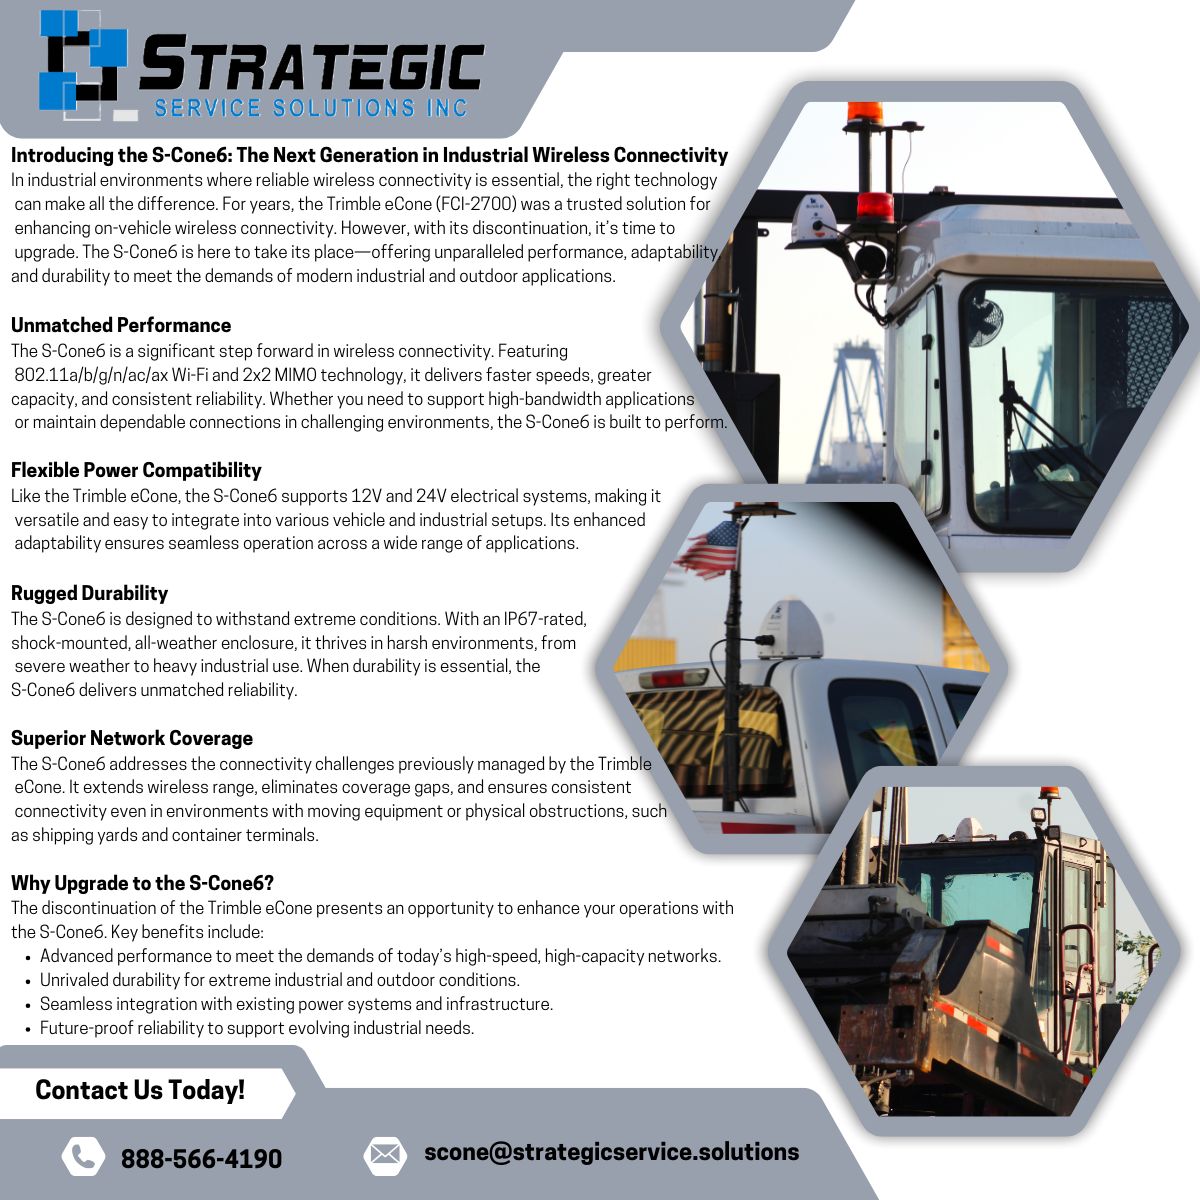 STRATEGIC
SERVICE SOLUTIONS INC
Introducing the S-Cone6: The Next Generation in Industrial Wireless Connectivity
In industrial environments where reliable wireless connectivity is essential, the right technology
can make all the difference. For years, the Trimble eCone (FCI-2700) was a trusted solution for
enhancing on-vehicle wireless connectivity. However, with its discontinuation, it’s time to
upgrade. The S-Cone6 is here to take its place—offering unparalleled performance, adaptability,
and durability to meet the demands of modern industrial and outdoor applications.
Unmatched Performance
The S-Cone6 is a significant step forward in wireless connectivity. Featuring
802.11a/b/g/n/ac/ax Wi-Fi and 2x2 MIMO technology, it delivers faster speeds, greater
capacity, and consistent reliability. Whether you need to support high-bandwidth applications
or maintain dependable connections in challenging environments, the S-Cone6 is built to perform.
Flexible Power Compatibility
Like the Trimble eCone, the S-Cone6 supports 12V and 24V electrical systems, making it
versatile and easy to integrate into various vehicle and industrial setups. Its enhanced
adaptability ensures seamless operation across a wide range of applications.
Rugged Durability
The S-Cone6 is designed to withstand extreme conditions. With an IP67-rated,
shock-mounted, all-weather enclosure, it thrives in harsh environments, from
severe weather to heavy industrial use. When durability is essential, the
S-Cone6 delivers unmatched reliability.
Superior Network Coverage
The S-Cone6 addresses the connectivity challenges previously managed by the Trimble
eCone. It extends wireless range, eliminates coverage gaps, and ensures consistent
connectivity even in environments with moving equipment or physical obstructions, such
as shipping yards and container terminals.
Why Upgrade to the S-Cone6?
The discontinuation of the Trimble eCone presents an opportunity to enhance your operations with
the S-Cone6. Key benefits include:
• Advanced performance to meet the demands of today’s high-speed, high-capacity networks.
• Unrivaled durability for extreme industrial and outdoor conditions.
• Seamless integration with existing power systems and infrastructure.
• Future-proof reliability to support evolving industrial needs.
Contact Us Today!
888-566-4190
scone@strategicservice.solutions